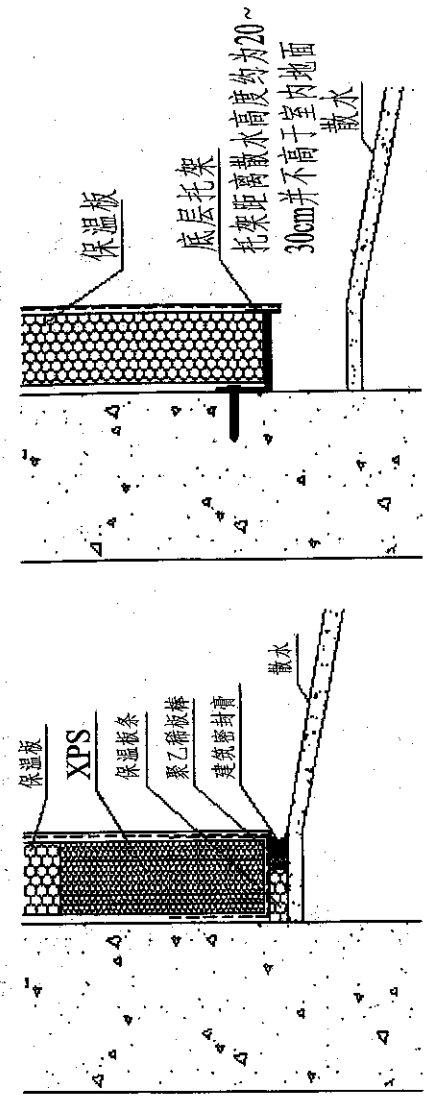 保温板
底层托架
托架距离散水高度约为20~
30cm并不高于室内地面
散水
保温板
XPS
保温板条
聚乙稀板棒
建筑密封膏
散水